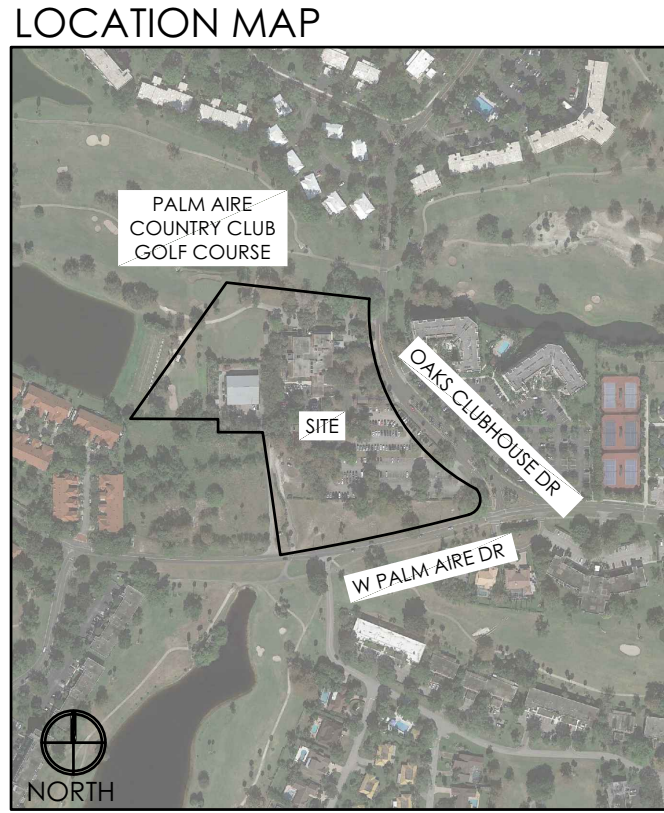 LOCATION MAP
PALM AIRE
COUNTRY CLUB
GOLF COURSE
SITE
OAKS CLUBHOUSE DR
W PALM AIRE DR
NORTH